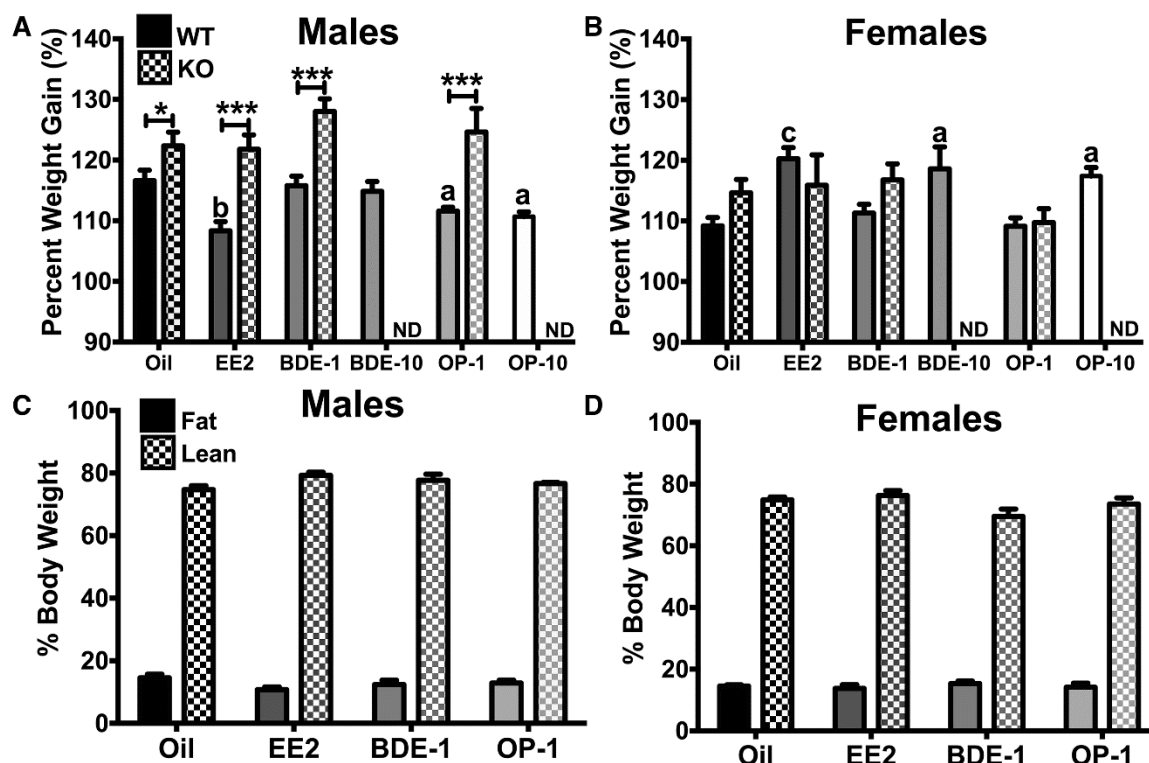 A
Males
WT
KO
Percent Weight Gain (%)
140
130
120
110
100
90
*
***
***
***
b
a
a
ND
ND
Oil
EE2
BDE-1
BDE-10
OP-1
OP-10
B
Females
Percent Weight Gain (%)
140
130
120
110
100
90
c
a
a
ND
ND
Oil
EE2
BDE-1
BDE-10
OP-1
OP-10
C
Males
Fat
Lean
% Body Weight
100
80
60
40
20
0
Oil
EE2
BDE-1
OP-1
D
Females
% Body Weight
100
80
60
40
20
0
Oil
EE2
BDE-1
OP-1